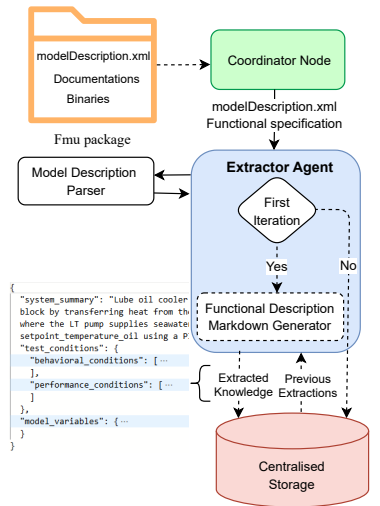 modelDescription.xml
Documentations
Binaries
Fmu package
Coordinator Node
modelDescription.xml
Functional specification
Model Description
Parser
Extractor Agent
First
Iteration
Yes
No
Functional Description
Markdown Generator
{
"system_summary": "Lube oil cooler
block by transferring heat from the
where the LT pump supplies seawate
setpoint_temperature_oil using a P
"test_conditions": {
"behavioral_conditions": [ ···
],
"performance_conditions": [ ···
]
},
"model_variables": { ···
}
}
Extracted
Knowledge
Previous
Extractions
Centralised
Storage